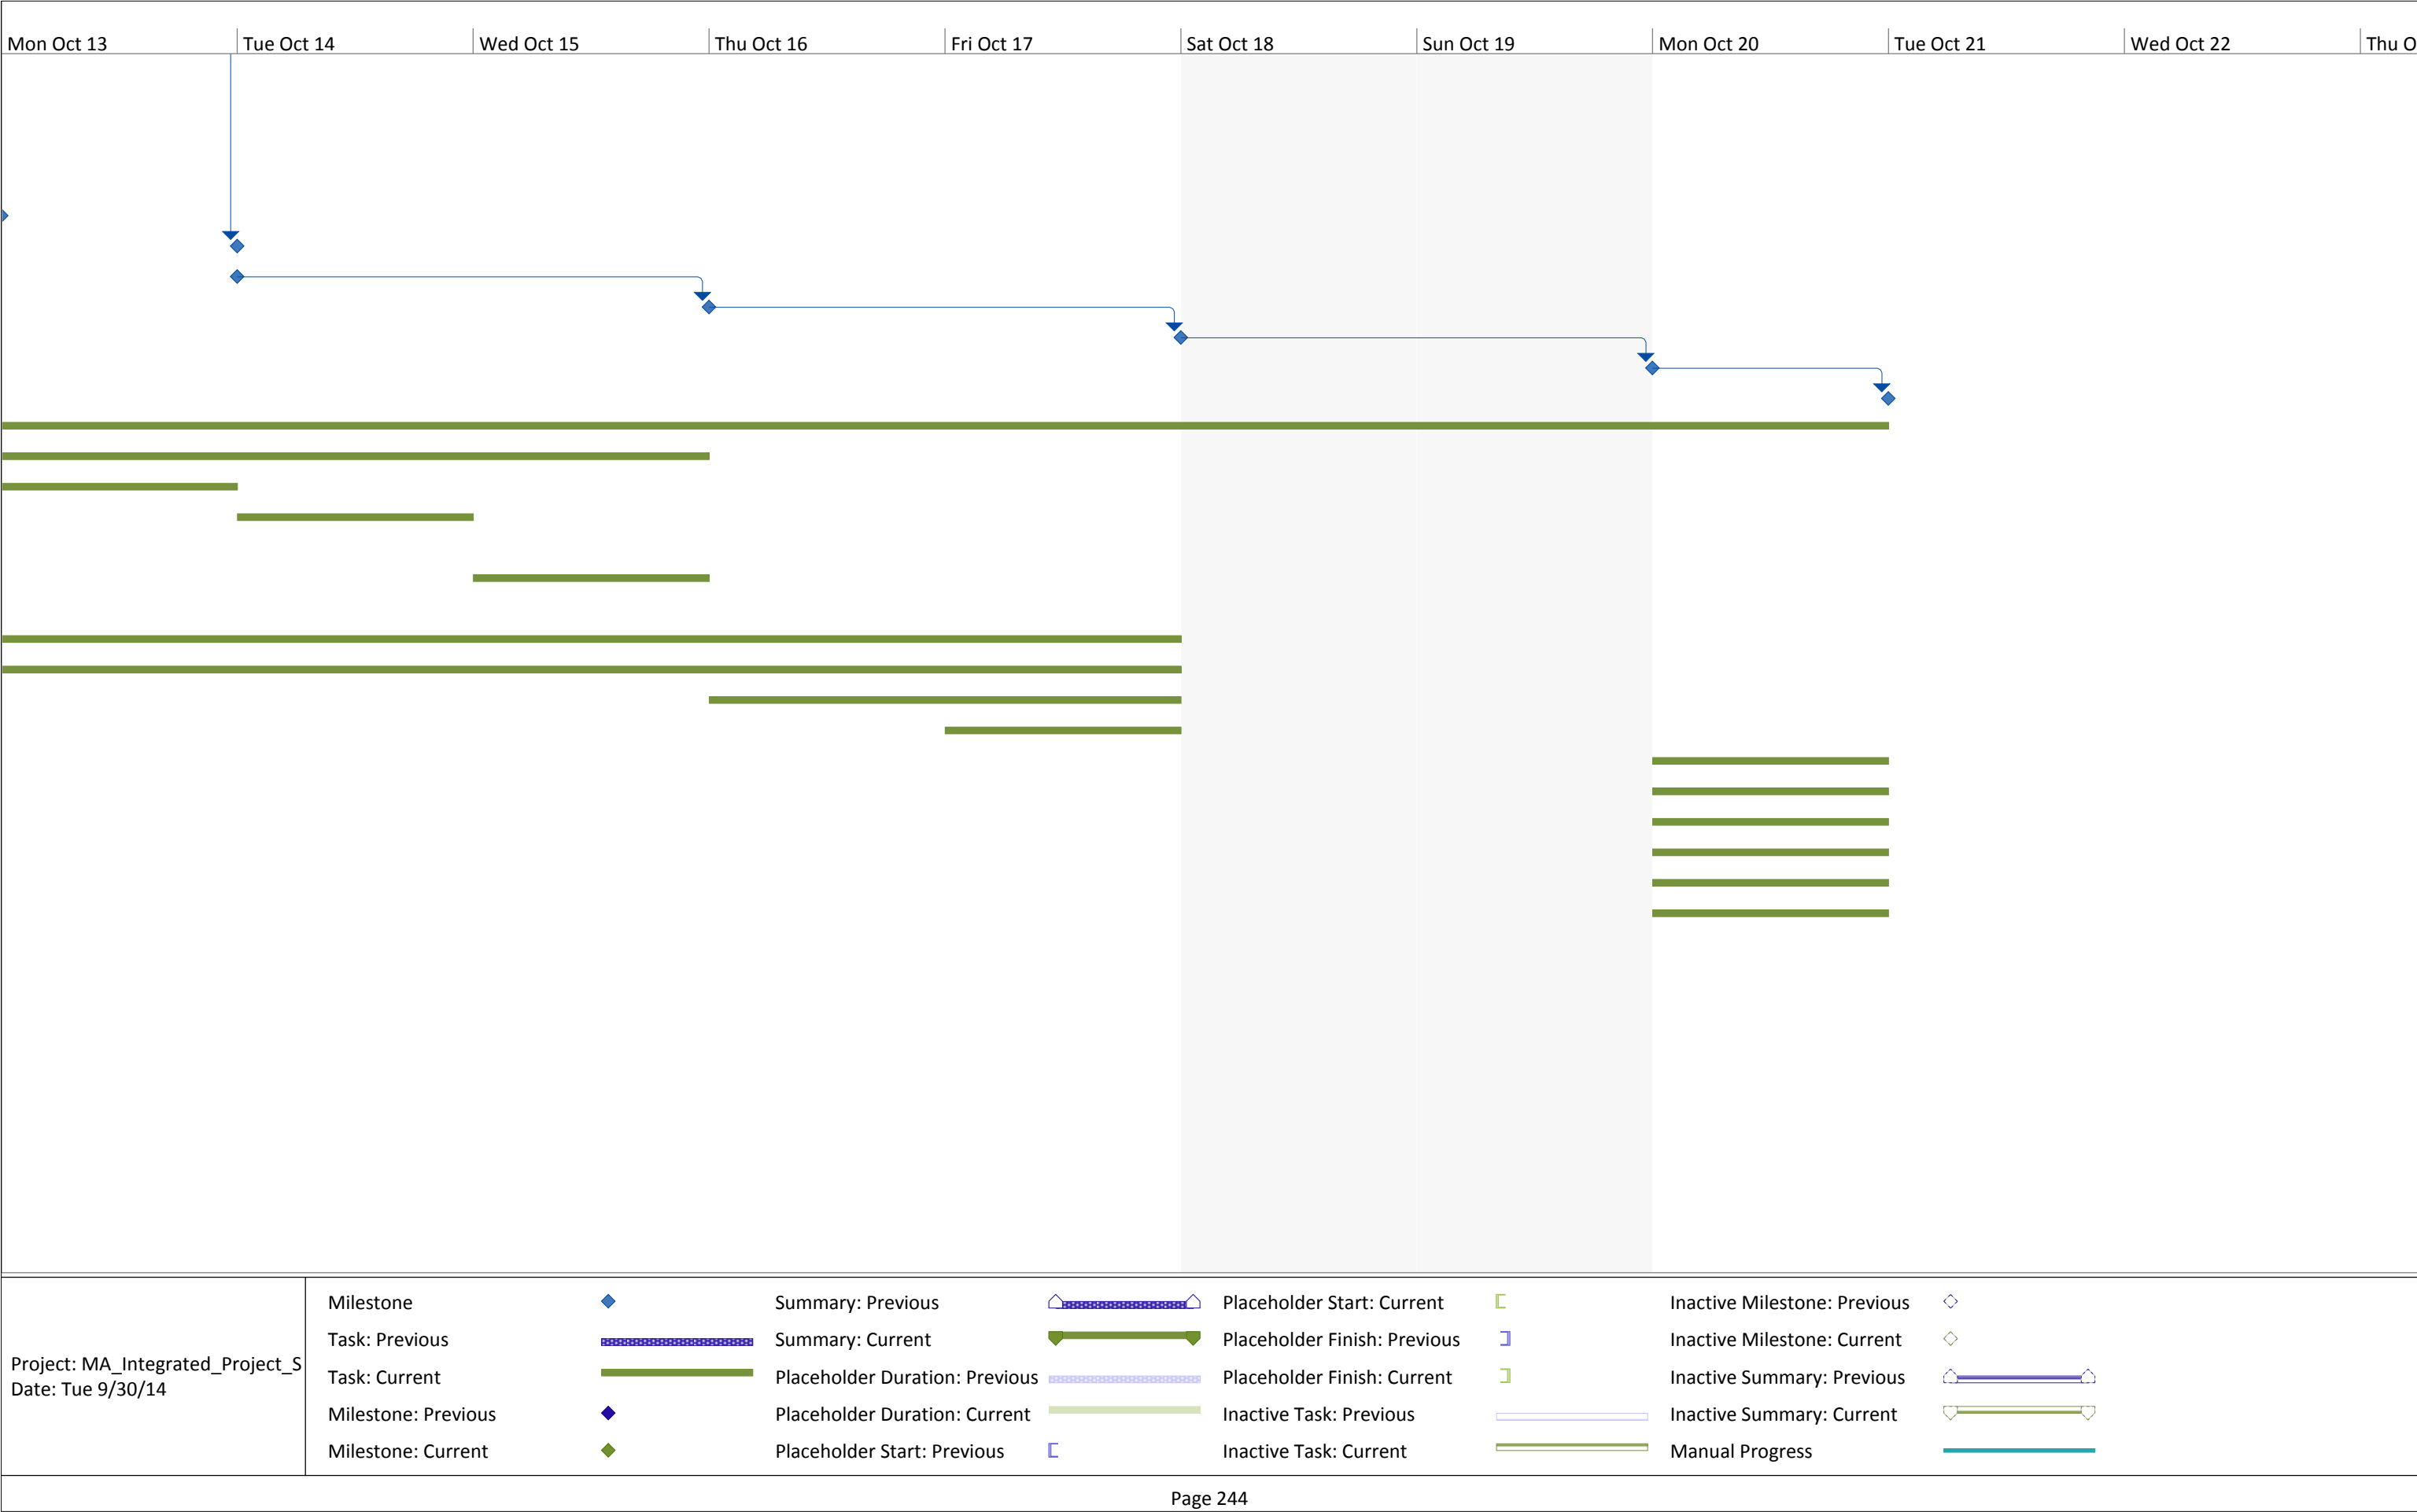 Mon Oct 13 Tue Oct 14 Wed Oct 15 Thu Oct 16 Fri Oct 17 Sat Oct 18 Sun Oct 19 Mon Oct 20 Tue Oct 21 Wed Oct 22 Thu O
Project: MA_Integrated_Project_S
Date: Tue 9/30/14
Milestone
Task: Previous
Task: Current
Milestone: Previous
Milestone: Current
Summary: Previous
Summary: Current
Placeholder Duration: Previous
Placeholder Duration: Current
Placeholder Start: Previous
Placeholder Start: Current
Placeholder Finish: Previous
Placeholder Finish: Current
Inactive Task: Previous
Inactive Task: Current
Inactive Milestone: Previous
Inactive Milestone: Current
Inactive Summary: Previous
Inactive Summary: Current
Manual Progress
Page 244